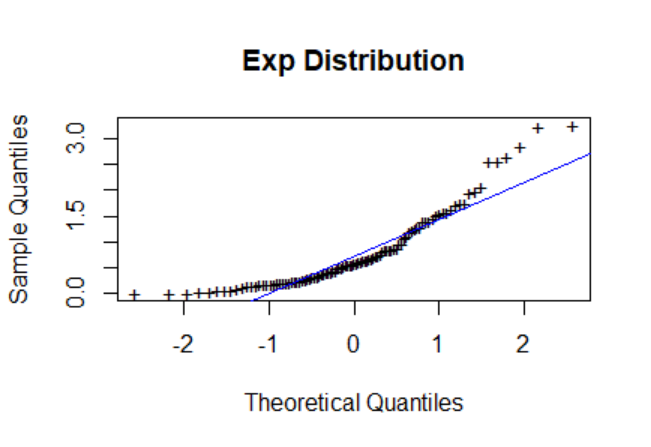 Exp Distribution
Sample Quantiles
3.0
1.5
0.0
-2 -1 0 1 2
Theoretical Quantiles